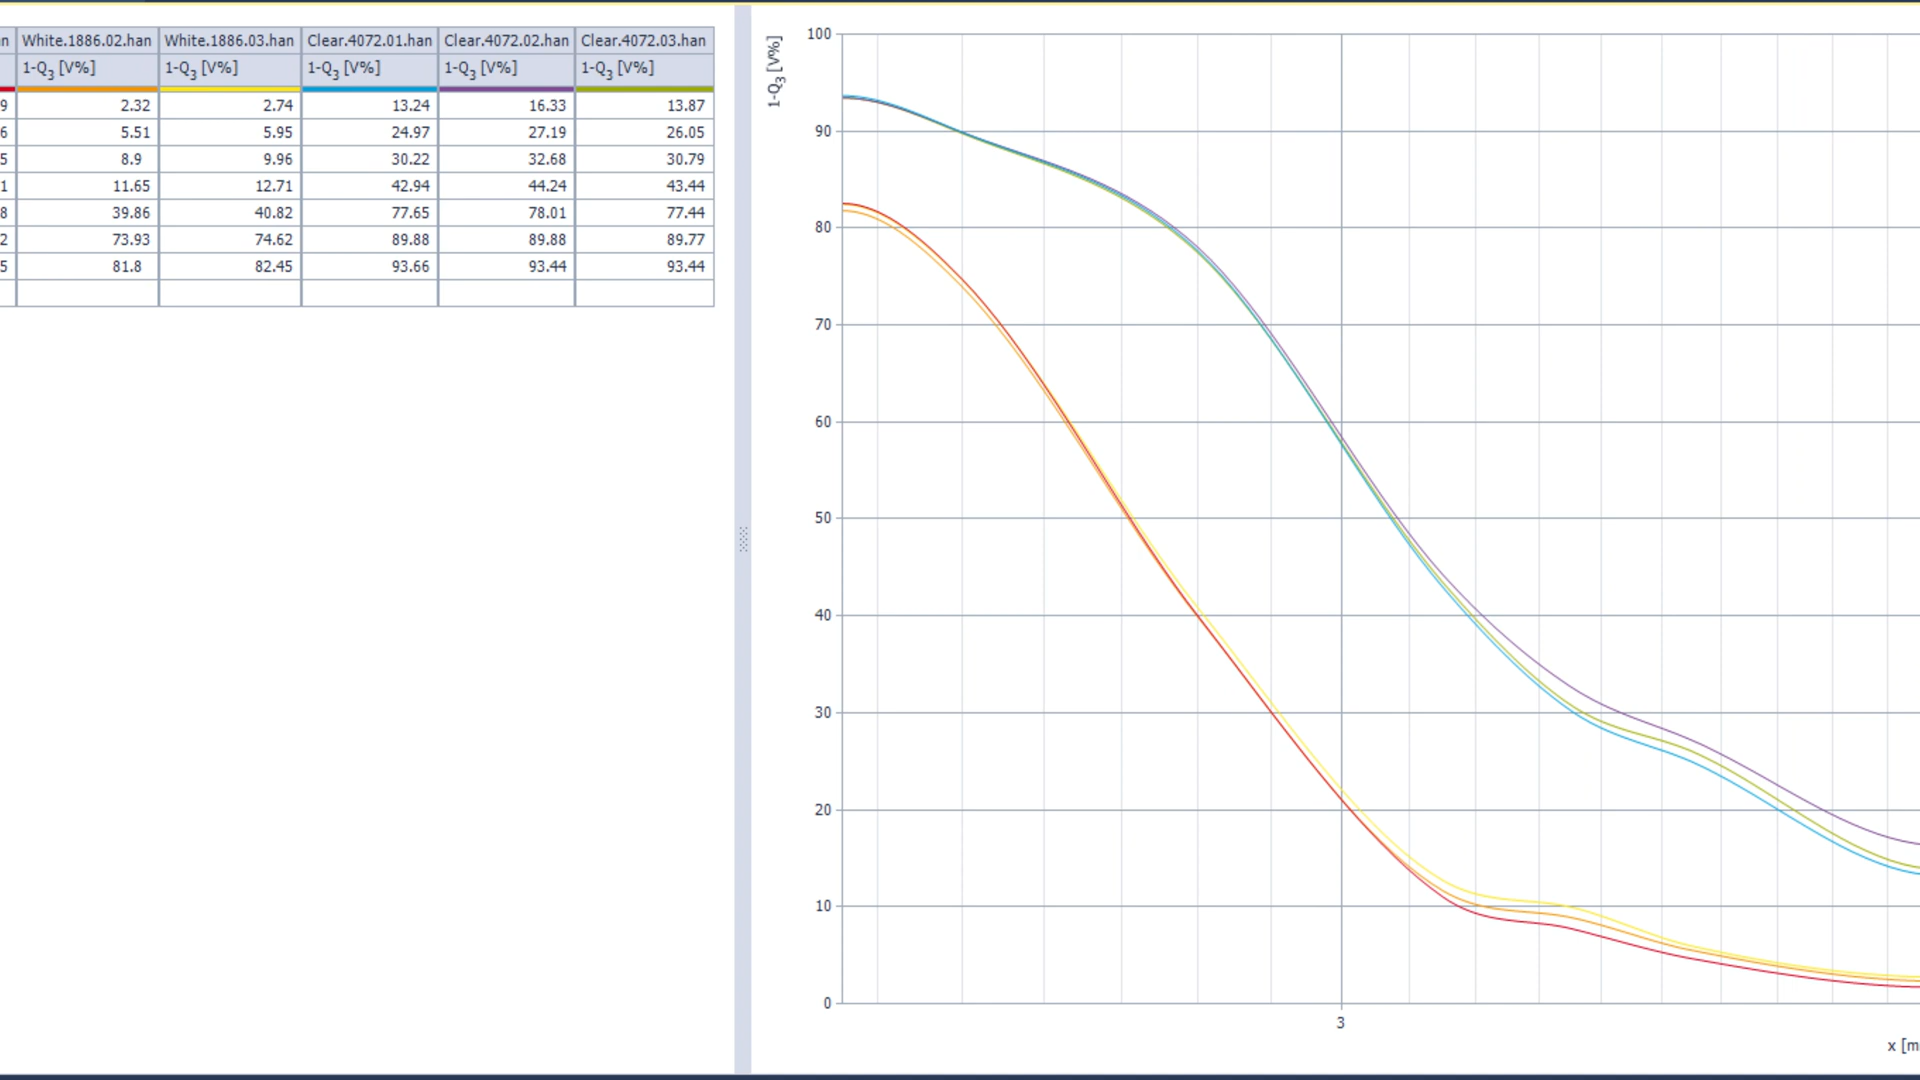 n White.1886.02.han White.1886.03.han Clear.4072.01.han Clear.4072.02.han Clear.4072.03.han
1-Q3 [V%] 1-Q3 [V%] 1-Q3 [V%] 1-Q3 [V%] 1-Q3 [V%]
9 2.32 2.74 13.24 16.33 13.87
6 5.51 5.95 24.97 27.19 26.05
5 8.9 9.96 30.22 32.68 30.79
1 11.65 12.71 42.94 44.24 43.44
8 39.86 40.82 77.65 78.01 77.44
2 73.93 74.62 89.88 89.88 89.77
5 81.8 82.45 93.66 93.44 93.44
1-Q3 [V%]
100
90
80
70
60
50
40
30
20
10
0
3
x [m